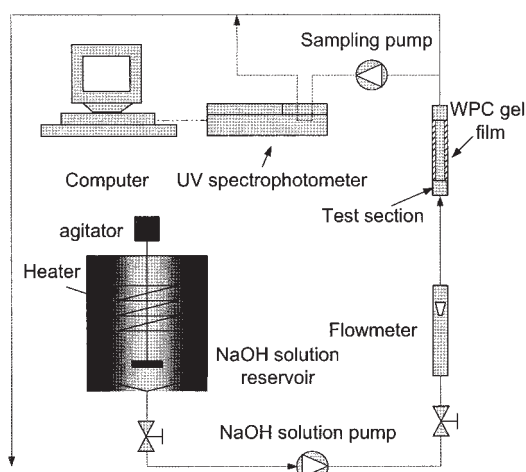 Sampling pump
WPC gel
film
Computer
UV spectrophotometer
Test section
agitator
Heater
Flowmeter
NaOH solution
reservoir
NaOH solution pump